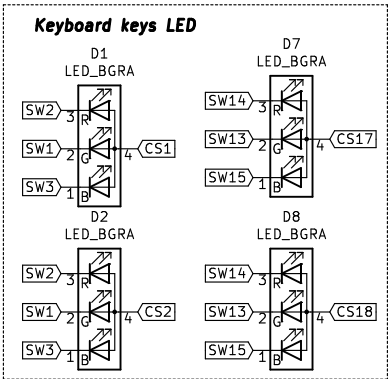 Keyboard keys LED
D1
LED_BGRA
SW2 3 R
SW1 2 G 4 CS1
SW3 1 B
D7
LED_BGRA
SW14 3 R
SW13 2 G 4 CS17
SW15 1 B
D2
LED_BGRA
SW2 3 R
SW1 2 G 4 CS2
SW3 1 B
D8
LED_BGRA
SW14 3 R
SW13 2 G 4 CS18
SW15 1 B